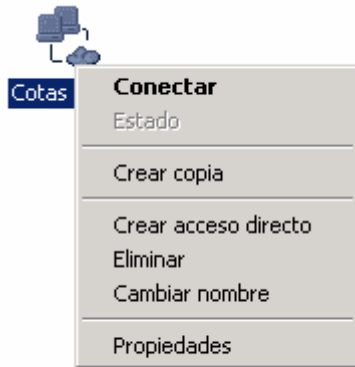 Cotas
Conectar
Estado
Crear copia
Crear acceso directo
Eliminar
Cambiar nombre
Propiedades